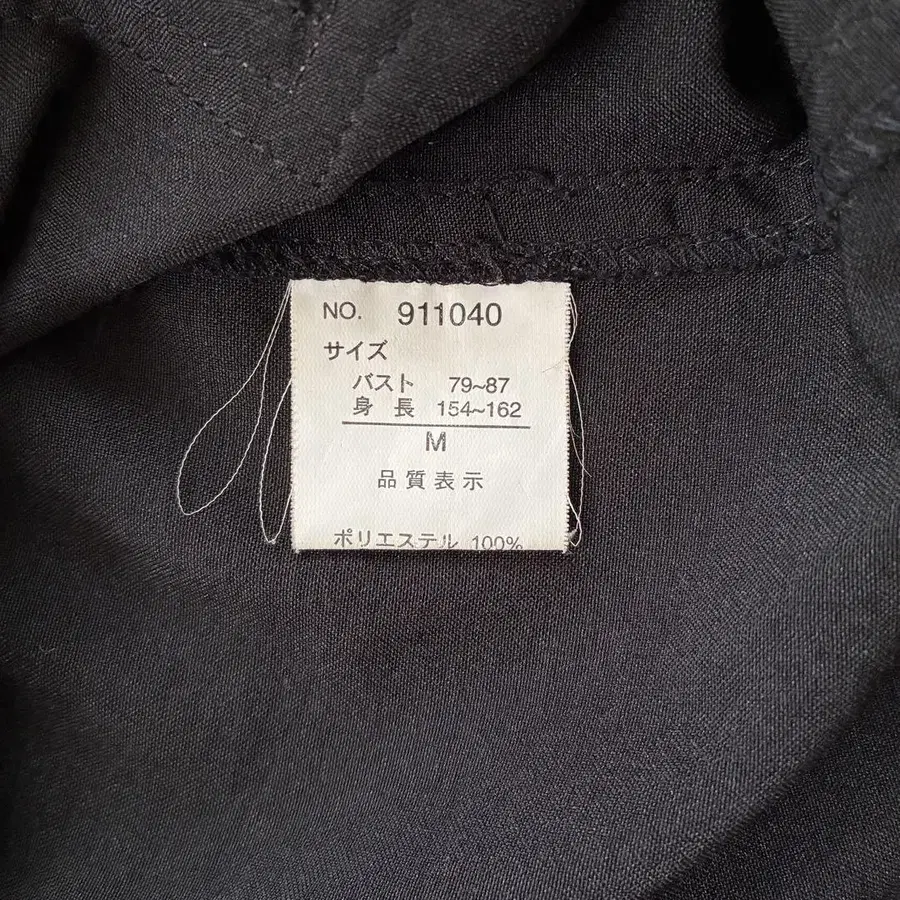 NO. 911040
サイズ
バスト 79~87
身長 154~162
M
品質表示
ポリエステル 100%